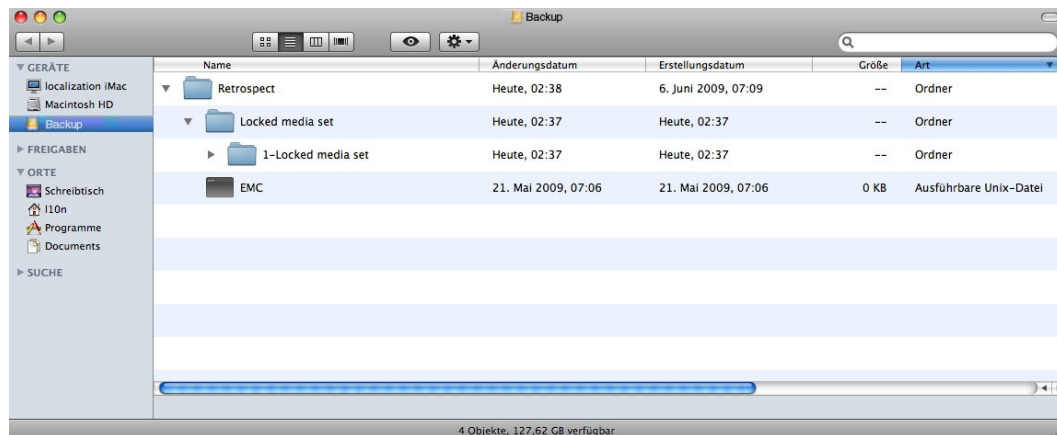 Backup
GERÄTE
localization iMac
Macintosh HD
Backup
FREIGABEN
ORTE
Schreibtisch
l10n
Programme
Documents
SUCHE
Name Änderungsdatum Erstellungsdatum Größe Art
Retrospect Heute, 02:38 6. Juni 2009, 07:09 -- Ordner
Locked media set Heute, 02:37 Heute, 02:37 -- Ordner
1-Locked media set Heute, 02:37 Heute, 02:37 -- Ordner
EMC 21. Mai 2009, 07:06 21. Mai 2009, 07:06 0 KB Ausführbare Unix-Datei
4 Objekte, 127,62 GB verfügbar